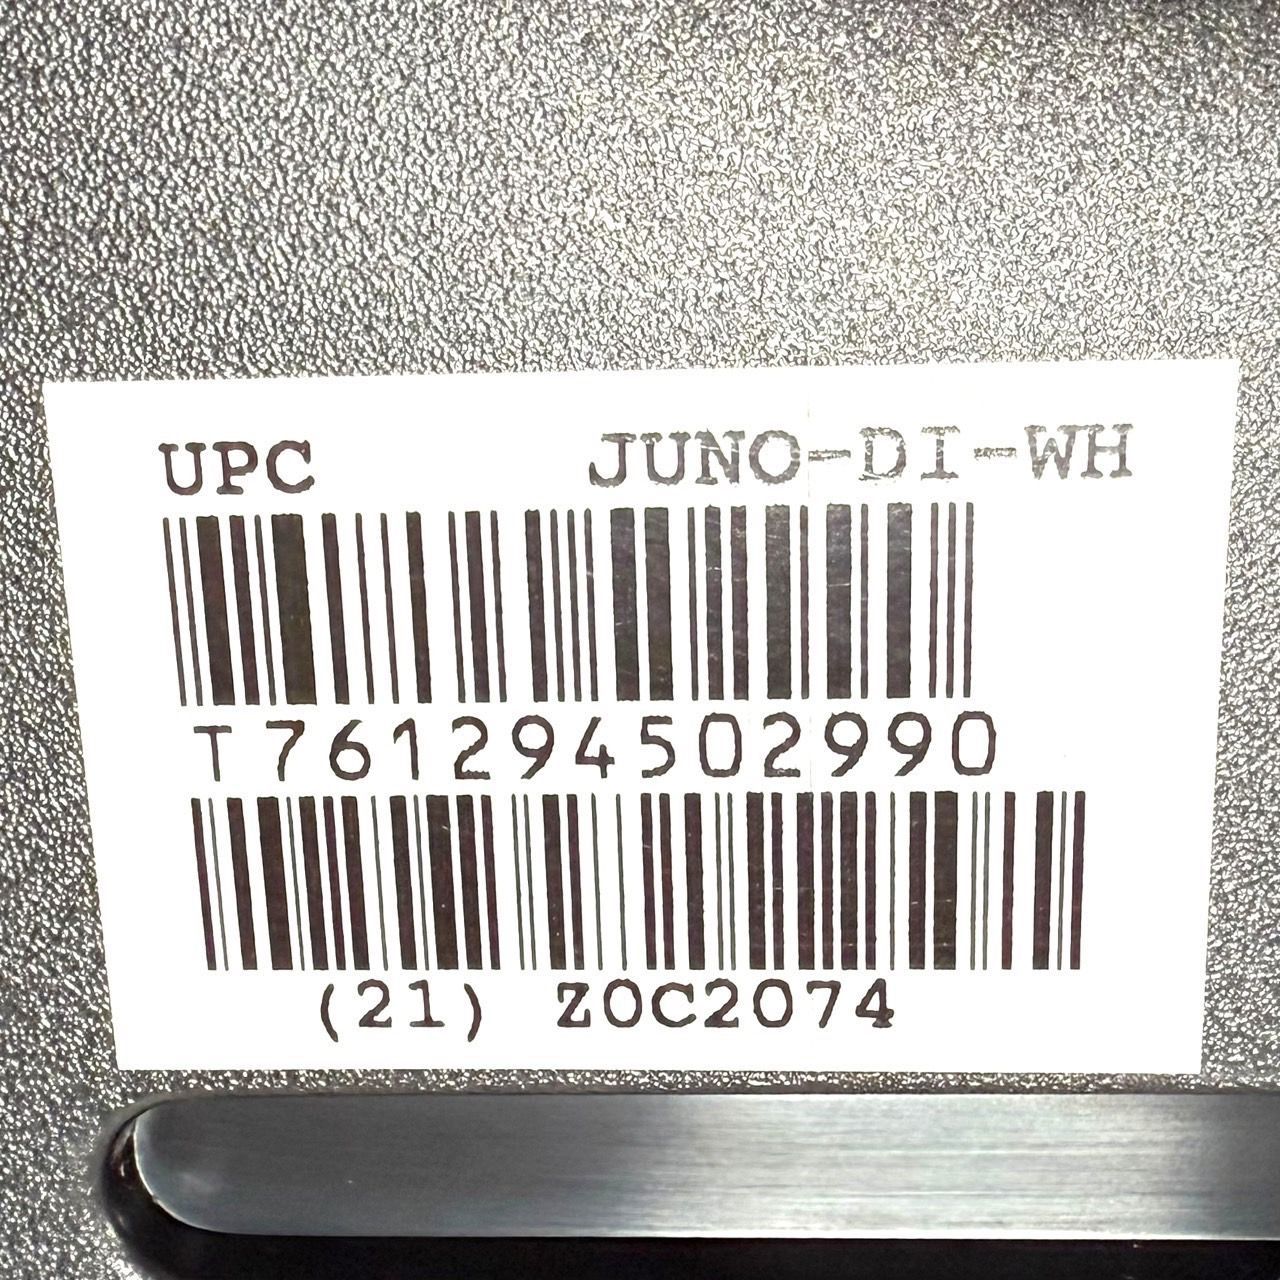 UPC JUNO-DI-WH
T761294502990
(21) Z0C2074